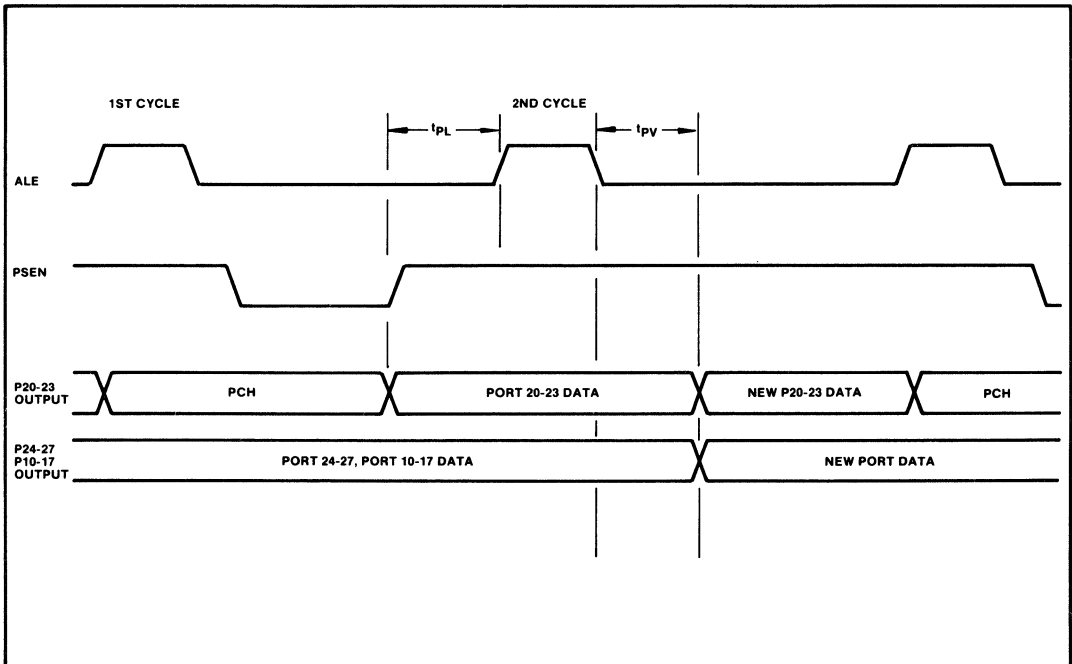 1ST CYCLE
2ND CYCLE
tPL
tPV
ALE
PSEN
P20-23
OUTPUT
PCH
PORT 20-23 DATA
NEW P20-23 DATA
PCH
P24-27
P10-17
OUTPUT
PORT 24-27, PORT 10-17 DATA
NEW PORT DATA